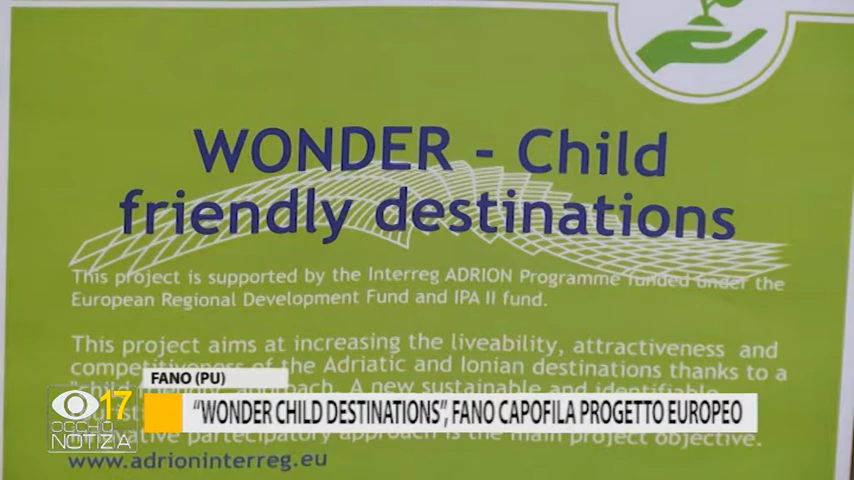 WONDER - Child
friendly destinations
This project is supported by the Interreg ADRION Programme funded under the
European Regional Development Fund and IPA II fund.
This project aims at increasing the liveability, attractiveness and
competitiveness of the Adriatic and Ionian destinations thanks to a
approach. A new sustainable and identifiable
FANO (PU)
"WONDER CHILD DESTINATIONS", FANO CAPOFILA PROGETTO EUROPEO
partecipatory approach is the main project objective.
www.adrioninterreg.eu
17
OCCHIO
NOTIZIA